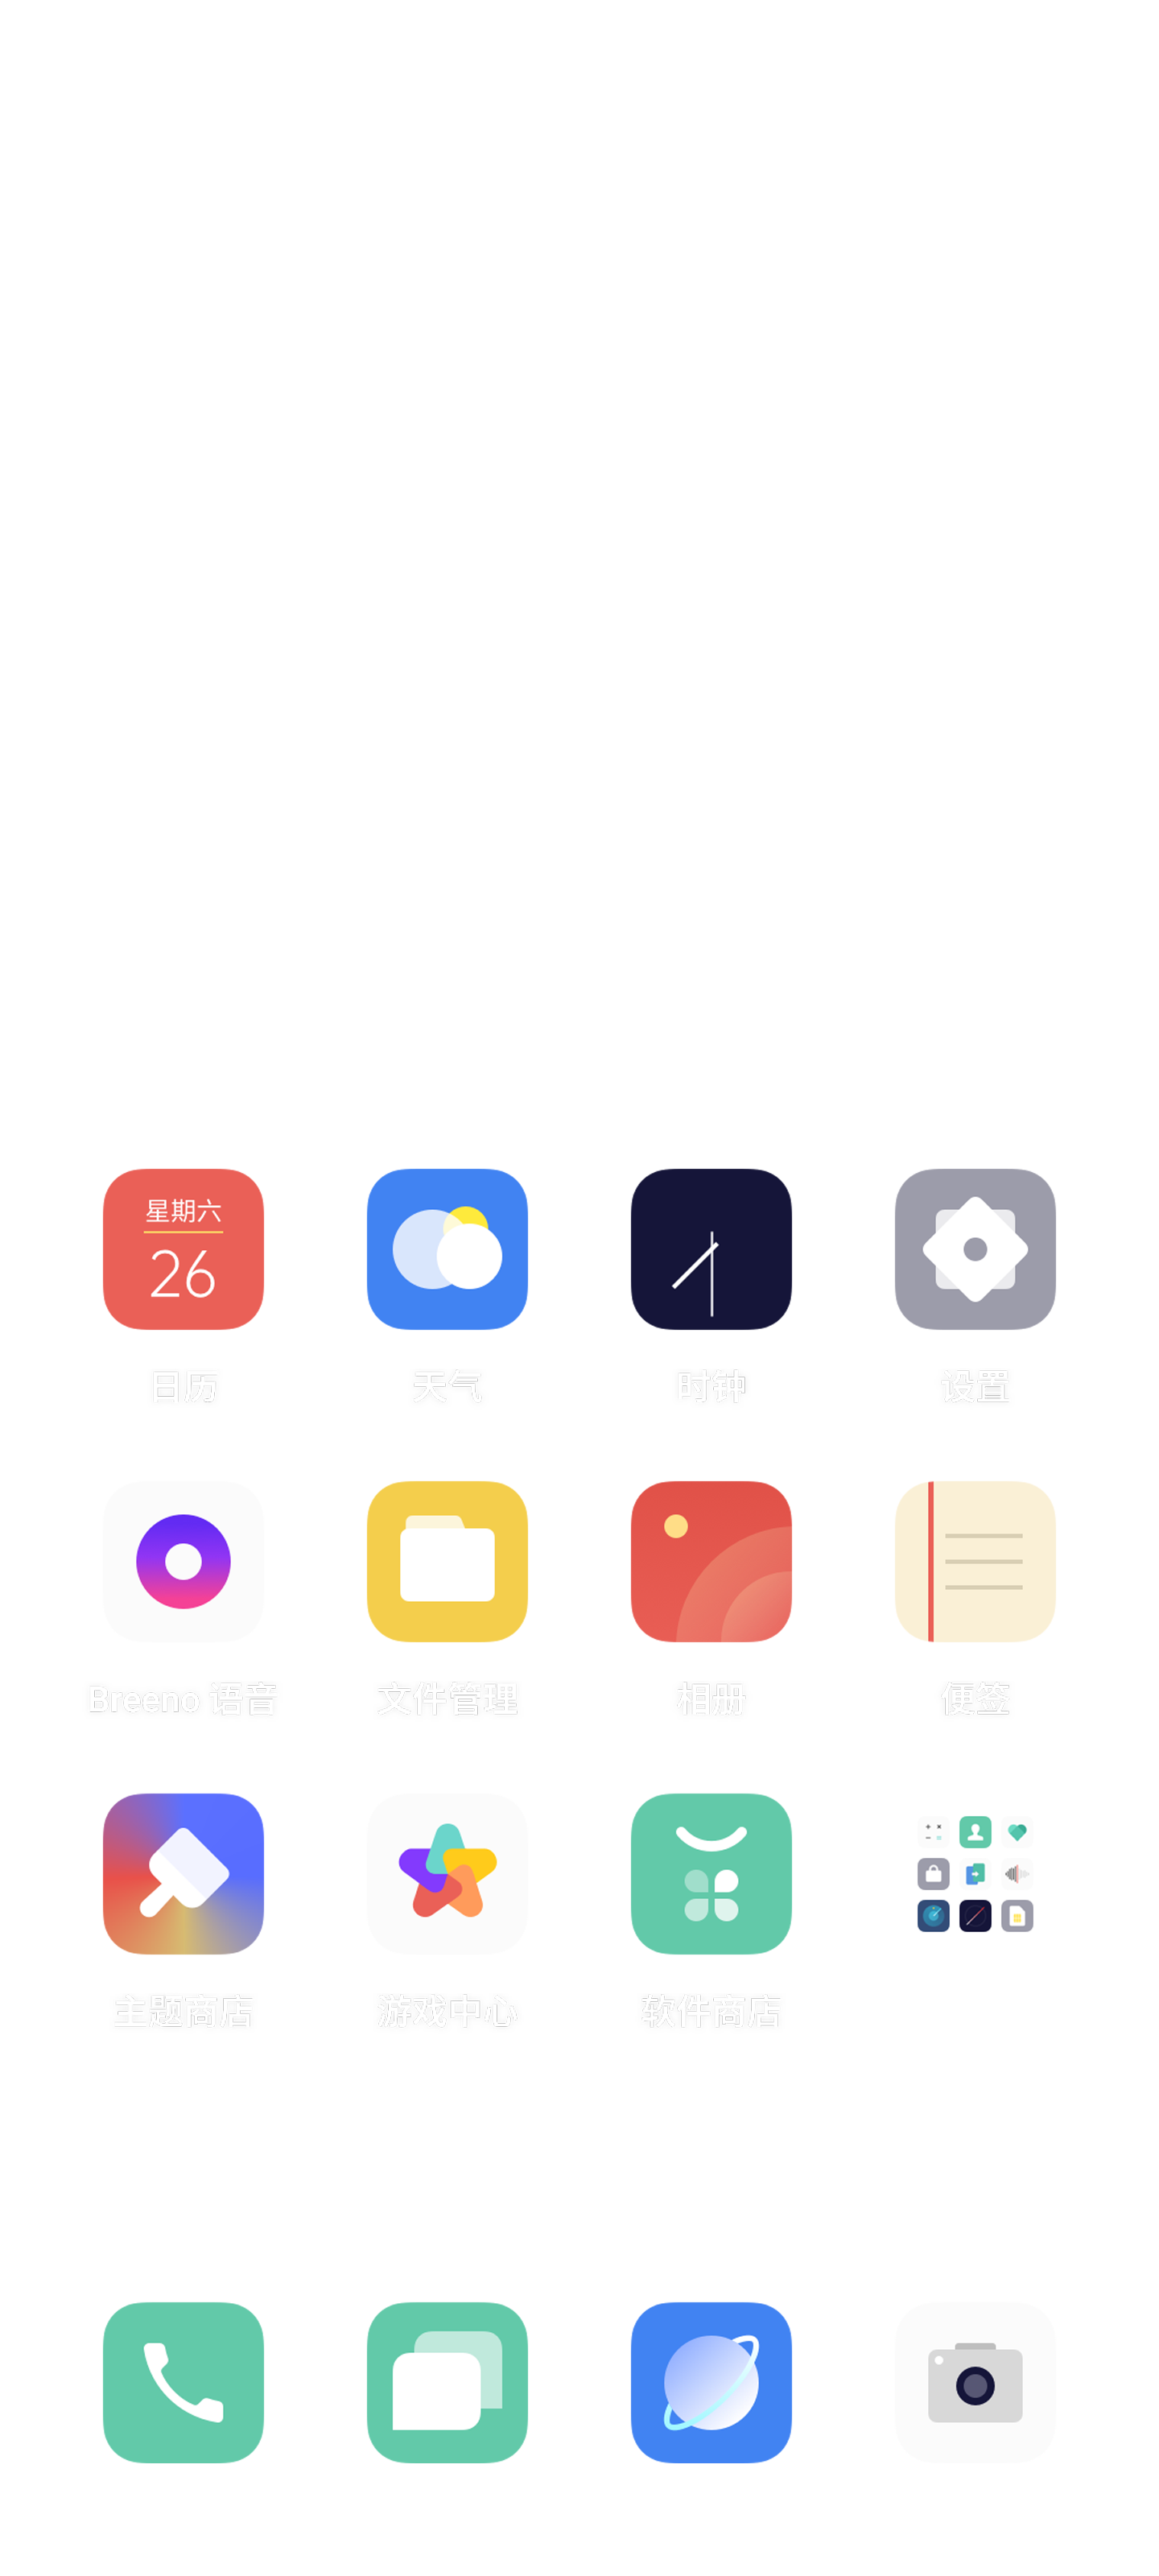 星期六
26
日历
天气
时钟
设置
Breeno 语音
文件管理
相册
便签
主题商店
游戏中心
软件商店